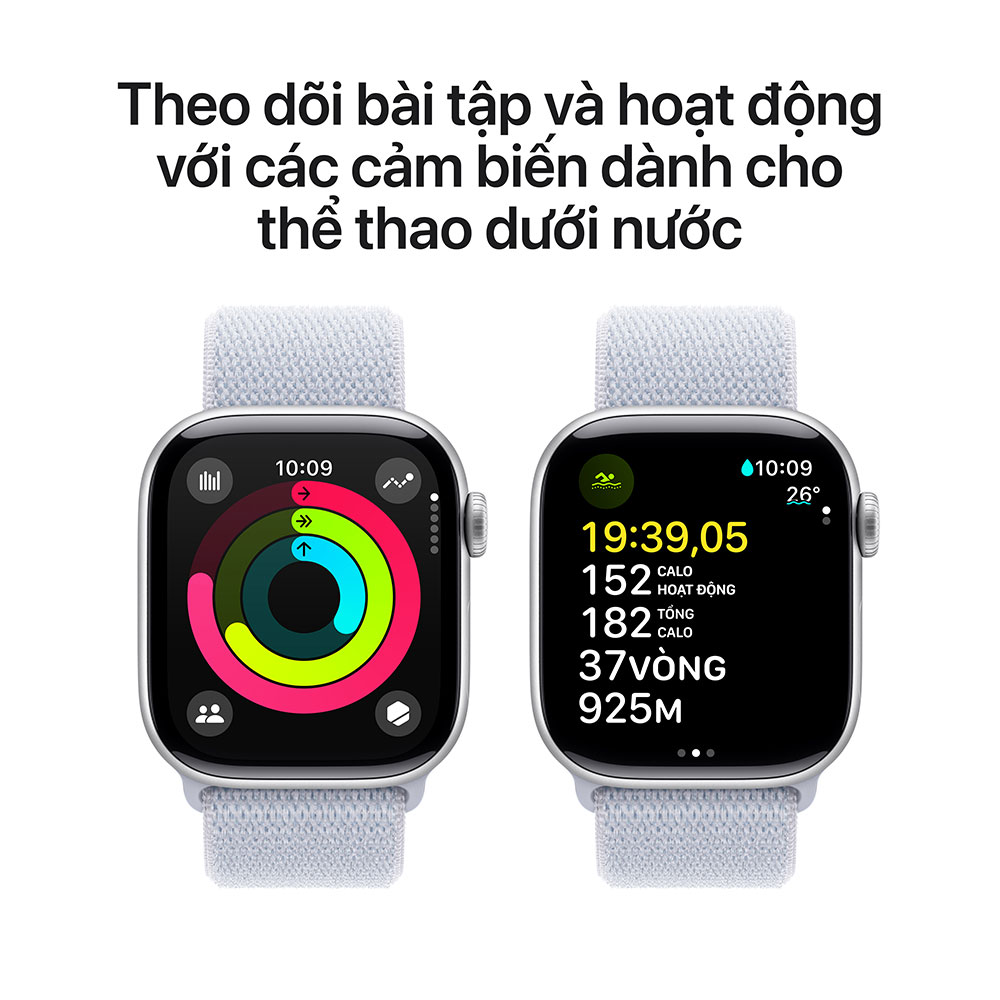 Theo dõi bài tập và hoạt động
với các cảm biến dành cho
thể thao dưới nước
10:09
10:09
26°
19:39,05
152 CALO HOẠT ĐỘNG
182 TỔNG CALO
37VÒNG
925M